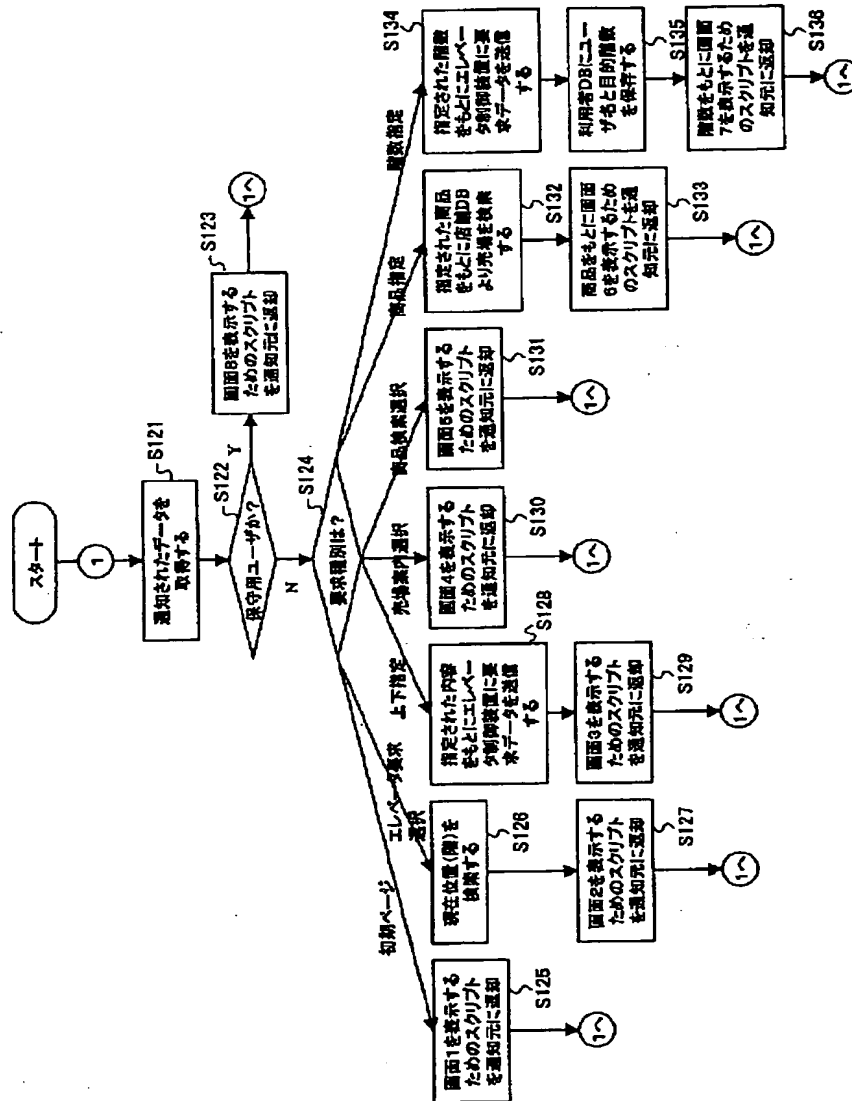 スタート
1
通知されたデータを
取得する
S121
保守用ユーザか?
S122
Y
N
画面8を表示する
ためのスクリプト
を通知元に返却
S123
1へ
要求種別は?
S124
初期ページ
画面1を表示する
ためのスクリプト
を通知元に返却
S125
1へ
エレベータ要求
選択
現在位置(階)を
検索する
S126
画面2を表示する
ためのスクリプト
を通知元に返却
S127
1へ
上下指定
指定された内容
をもとにエレベー
タ制御装置に要
求データを送信
する
S128
画面3を表示する
ためのスクリプト
を通知元に返却
S129
1へ
売場案内選択
画面4を表示する
ためのスクリプト
を通知元に返却
S130
1へ
商品検索選択
画面5を表示する
ためのスクリプト
を通知元に返却
S131
1へ
商品指定
指定された商品
をもとに店舗DB
より売場を検索す
る
S132
商品をもとに画面
6を表示するため
のスクリプトを通
知元に返却
S133
1へ
階数指定
指定された階数
をもとにエレベー
タ制御装置に要
求データを送信
する
S134
利用者DBにユー
ザ名と目的階数
を保存する
S135
階数をもとに画面
7を表示するため
のスクリプトを通
知元に返却
S136
1へ